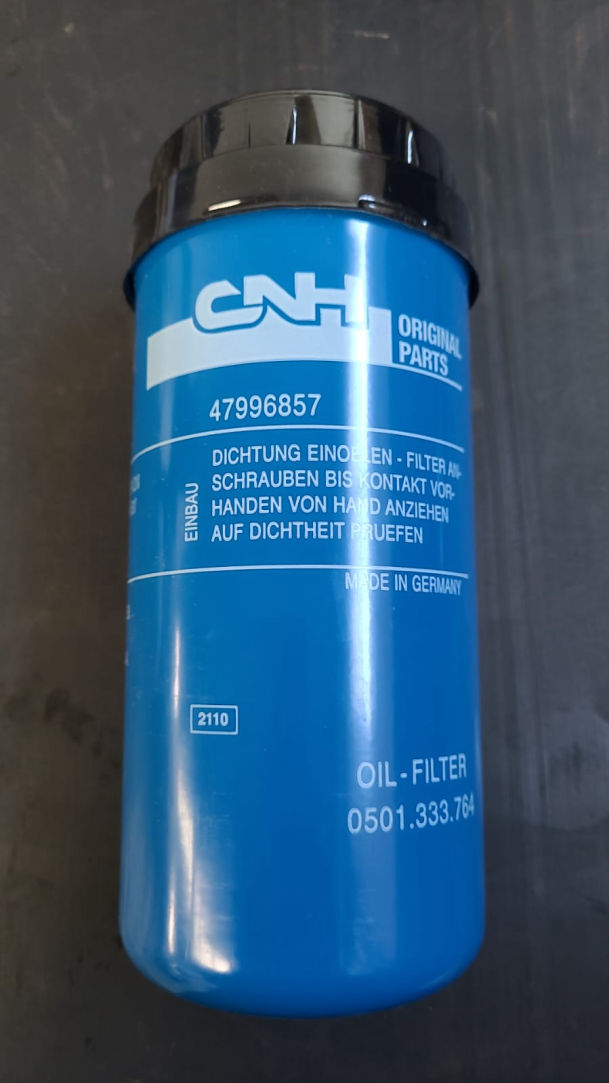 CNH
ORIGINAL
PARTS
47996857
EINBAU
DICHTUNG EINOELEN - FILTER AN-
SCHRAUBEN BIS KONTAKT VOR-
HANDEN VON HAND ANZIEHEN
AUF DICHTHEIT PRUEFEN
MADE IN GERMANY
2110
OIL-FILTER
0501.333.764